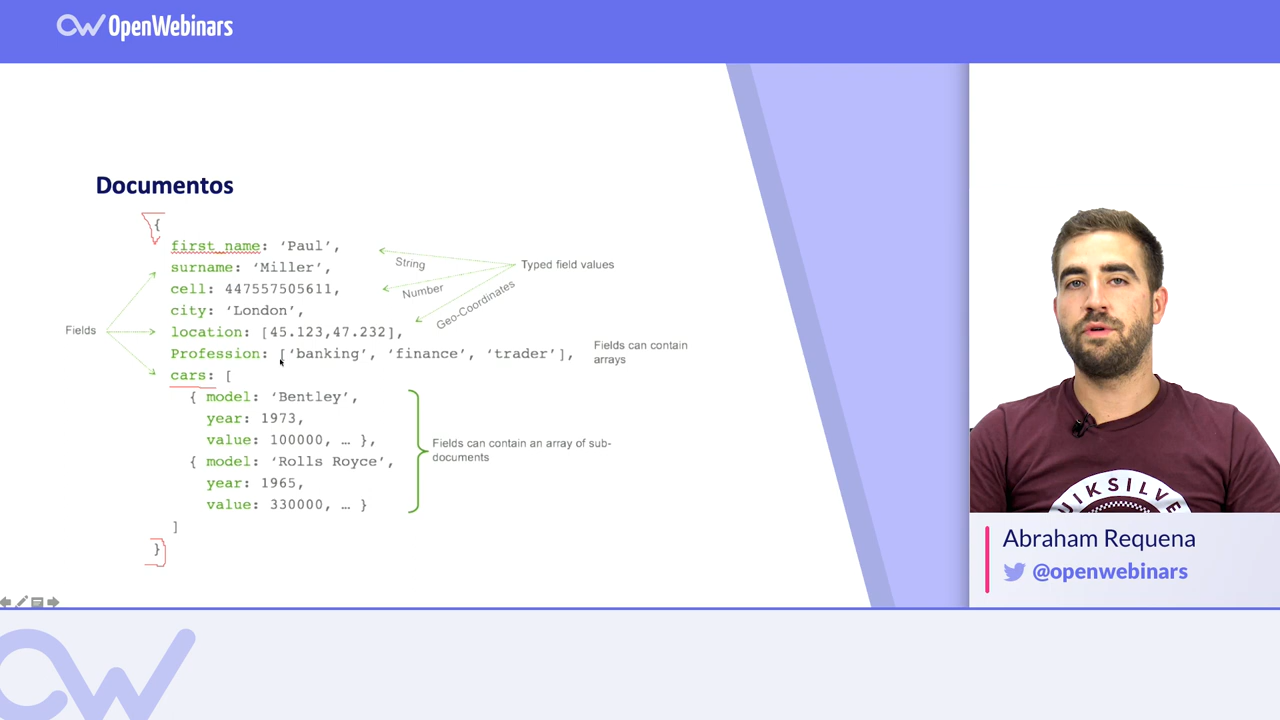 OpenWebinars
Documentos
{
first_name: ‘Paul’,
surname: ‘Miller’,
cell: 447557505611,
city: ‘London’,
location: [45.123,47.232],
Profession: [‘banking’, ‘finance’, ‘trader’],
cars: [
{ model: ‘Bentley’,
year: 1973,
value: 100000, … },
{ model: ‘Rolls Royce’,
year: 1965,
value: 330000, … }
]
}
Fields
String
Number
Geo-Coordinates
Typed field values
Fields can contain
arrays
Fields can contain an array of sub-
documents
UIKSILVE
Abraham Requena
@openwebinars